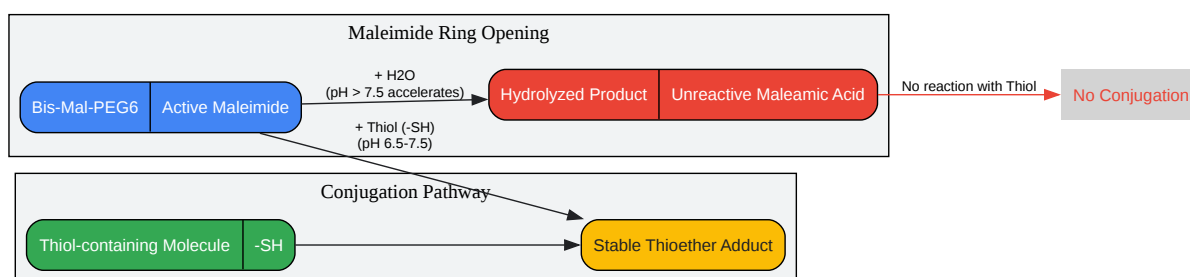 Maleimide Ring Opening
Bis-Mal-PEG6
Active Maleimide
+ H2O
(pH > 7.5 accelerates)
Hydrolyzed Product
Unreactive Maleamic Acid
No reaction with Thiol
No Conjugation
+ Thiol (-SH)
(pH 6.5-7.5)
Conjugation Pathway
Thiol-containing Molecule
-SH
Stable Thioether Adduct